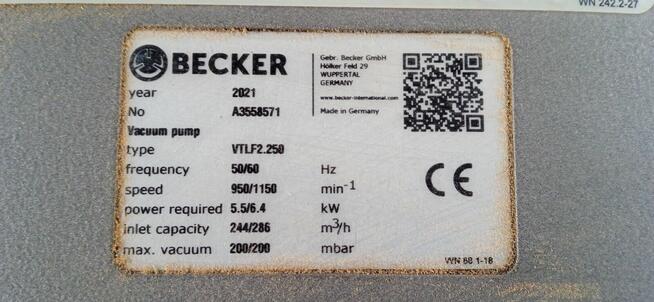 WN 242.2-27
BECKER
Gebr. Becker GmbH
Hölker Feld 29
WUPPERTAL
GERMANY
www.becker-international.com
Made in Germany
year 2021
No A3558571
Vacuum pump
type VTLF2.250
frequency 50/60 Hz
speed 950/1150 min-1
power required 5.5/6.4 kW
inlet capacity 244/286 m³/h
max. vacuum 200/200 mbar
CE
WN 68 1-18